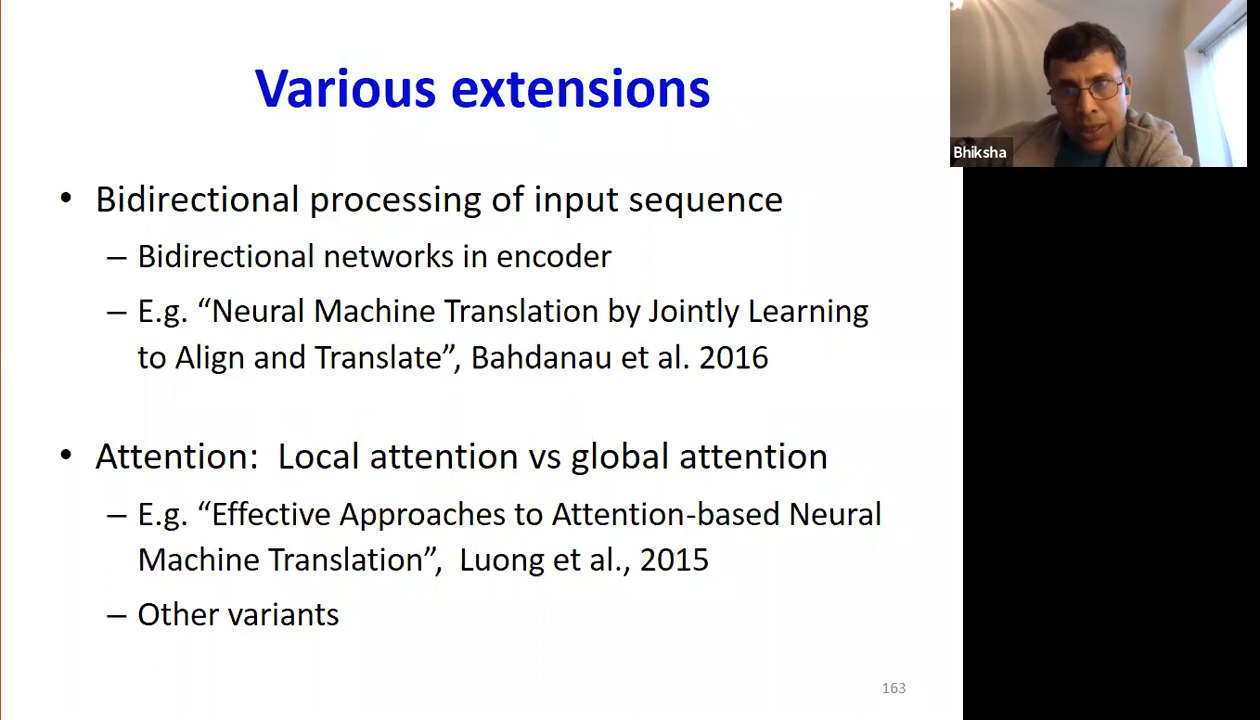 Various extensions
Bhiksha
• Bidirectional processing of input sequence
– Bidirectional networks in encoder
– E.g. “Neural Machine Translation by Jointly Learning
to Align and Translate”, Bahdanau et al. 2016
• Attention:  Local attention vs global attention
– E.g. “Effective Approaches to Attention-based Neural
Machine Translation”,  Luong et al., 2015
– Other variants
163